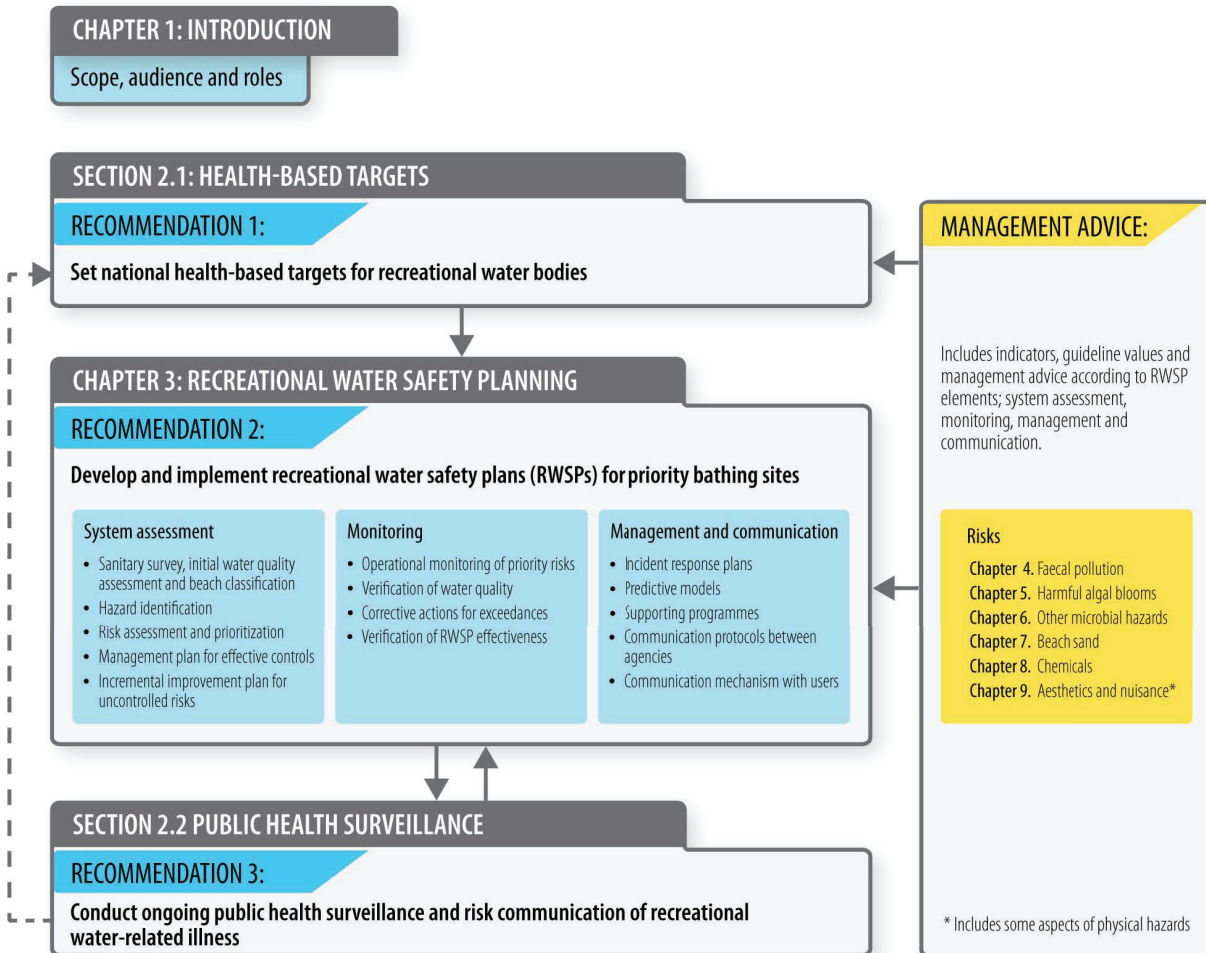 CHAPTER 1: INTRODUCTION
Scope, audience and roles
SECTION 2.1: HEALTH-BASED TARGETS
RECOMMENDATION 1:
Set national health-based targets for recreational water bodies
CHAPTER 3: RECREATIONAL WATER SAFETY PLANNING
RECOMMENDATION 2:
Develop and implement recreational water safety plans (RWSPs) for priority bathing sites
System assessment
• Sanitary survey, initial water quality
assessment and beach classification
• Hazard identification
• Risk assessment and prioritization
• Management plan for effective controls
• Incremental improvement plan for
uncontrolled risks
Monitoring
• Operational monitoring of priority risks
• Verification of water quality
• Corrective actions for exceedances
• Verification of RWSP effectiveness
Management and communication
• Incident response plans
• Predictive models
• Supporting programmes
• Communication protocols between
agencies
• Communication mechanism with users
SECTION 2.2 PUBLIC HEALTH SURVEILLANCE
RECOMMENDATION 3:
Conduct ongoing public health surveillance and risk communication of recreational
water-related illness
MANAGEMENT ADVICE:
Includes indicators, guideline values and
management advice according to RWSP
elements; system assessment,
monitoring, management and
communication.
Risks
Chapter 4. Faecal pollution
Chapter 5. Harmful algal blooms
Chapter 6. Other microbial hazards
Chapter 7. Beach sand
Chapter 8. Chemicals
Chapter 9. Aesthetics and nuisance*
* Includes some aspects of physical hazards